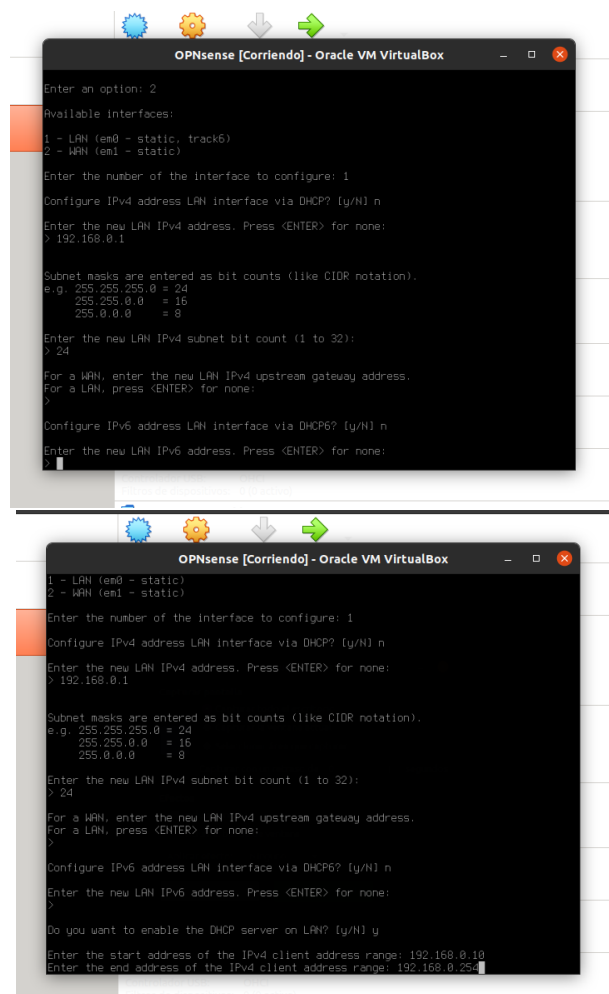 OPNsense [Corriendo] - Oracle VM VirtualBox
Enter an option: 2
Available interfaces:
1 - LAN (em0 - static, track6)
2 - WAN (em1 - static)
Enter the number of the interface to configure: 1
Configure IPv4 address LAN interface via DHCP? [y/N] n
Enter the new LAN IPv4 address. Press <ENTER> for none:
> 192.168.0.1
Subnet masks are entered as bit counts (like CIDR notation).
e.g. 255.255.255.0 = 24
255.255.0.0 = 16
255.0.0.0 = 8
Enter the new LAN IPv4 subnet bit count (1 to 32):
> 24
For a WAN, enter the new LAN IPv4 upstream gateway address.
For a LAN, press <ENTER> for none:
>
Configure IPv6 address LAN interface via DHCP6? [y/N] n
Enter the new LAN IPv6 address. Press <ENTER> for none:
>
OPNsense [Corriendo] - Oracle VM VirtualBox
1 - LAN (em0 - static)
2 - WAN (em1 - static)
Enter the number of the interface to configure: 1
Configure IPv4 address LAN interface via DHCP? [y/N] n
Enter the new LAN IPv4 address. Press <ENTER> for none:
> 192.168.0.1
Subnet masks are entered as bit counts (like CIDR notation).
e.g. 255.255.255.0 = 24
255.255.0.0 = 16
255.0.0.0 = 8
Enter the new LAN IPv4 subnet bit count (1 to 32):
> 24
For a WAN, enter the new LAN IPv4 upstream gateway address.
For a LAN, press <ENTER> for none:
>
Configure IPv6 address LAN interface via DHCP6? [y/N] n
Enter the new LAN IPv6 address. Press <ENTER> for none:
>
Do you want to enable the DHCP server on LAN? [y/N] y
Enter the start address of the IPv4 client address range: 192.168.0.10
Enter the end address of the IPv4 client address range: 192.168.0.254